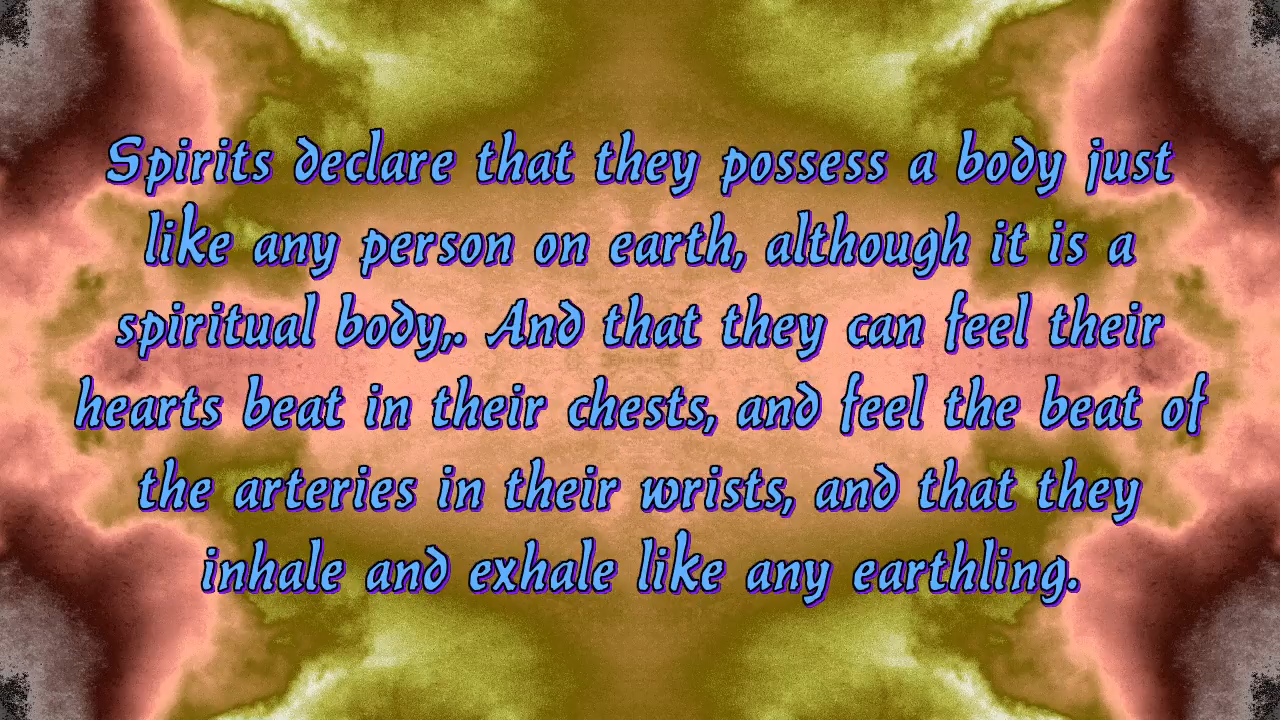 Spirits declare that they possess a body just
like any person on earth, although it is a
spiritual body,. And that they can feel their
hearts beat in their chests, and feel the beat of
the arteries in their wrists, and that they
inhale and exhale like any earthling.